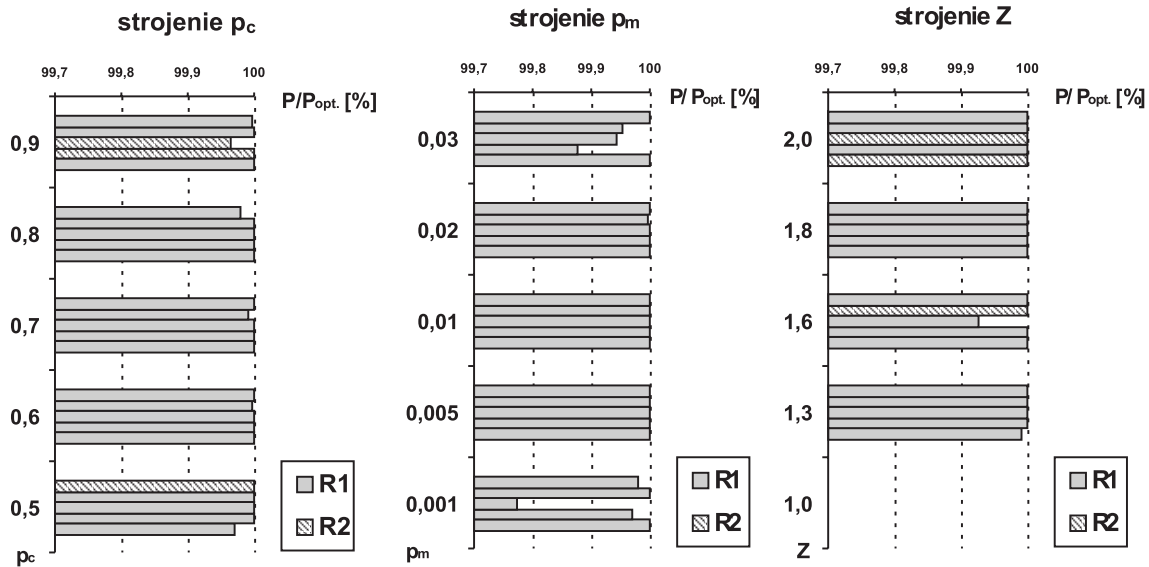 strojenie pc
99,7 99,8 99,9 100
P/Popt. [%]
0,9
0,8
0,7
0,6
0,5
pc
R1
R2
strojenie pm
99,7 99,8 99,9 100
P/ Popt. [%]
0,03
0,02
0,01
0,005
0,001
pm
R1
R2
strojenie Z
99,7 99,8 99,9 100
P/ Popt. [%]
2,0
1,8
1,6
1,3
1,0
Z
R1
R2